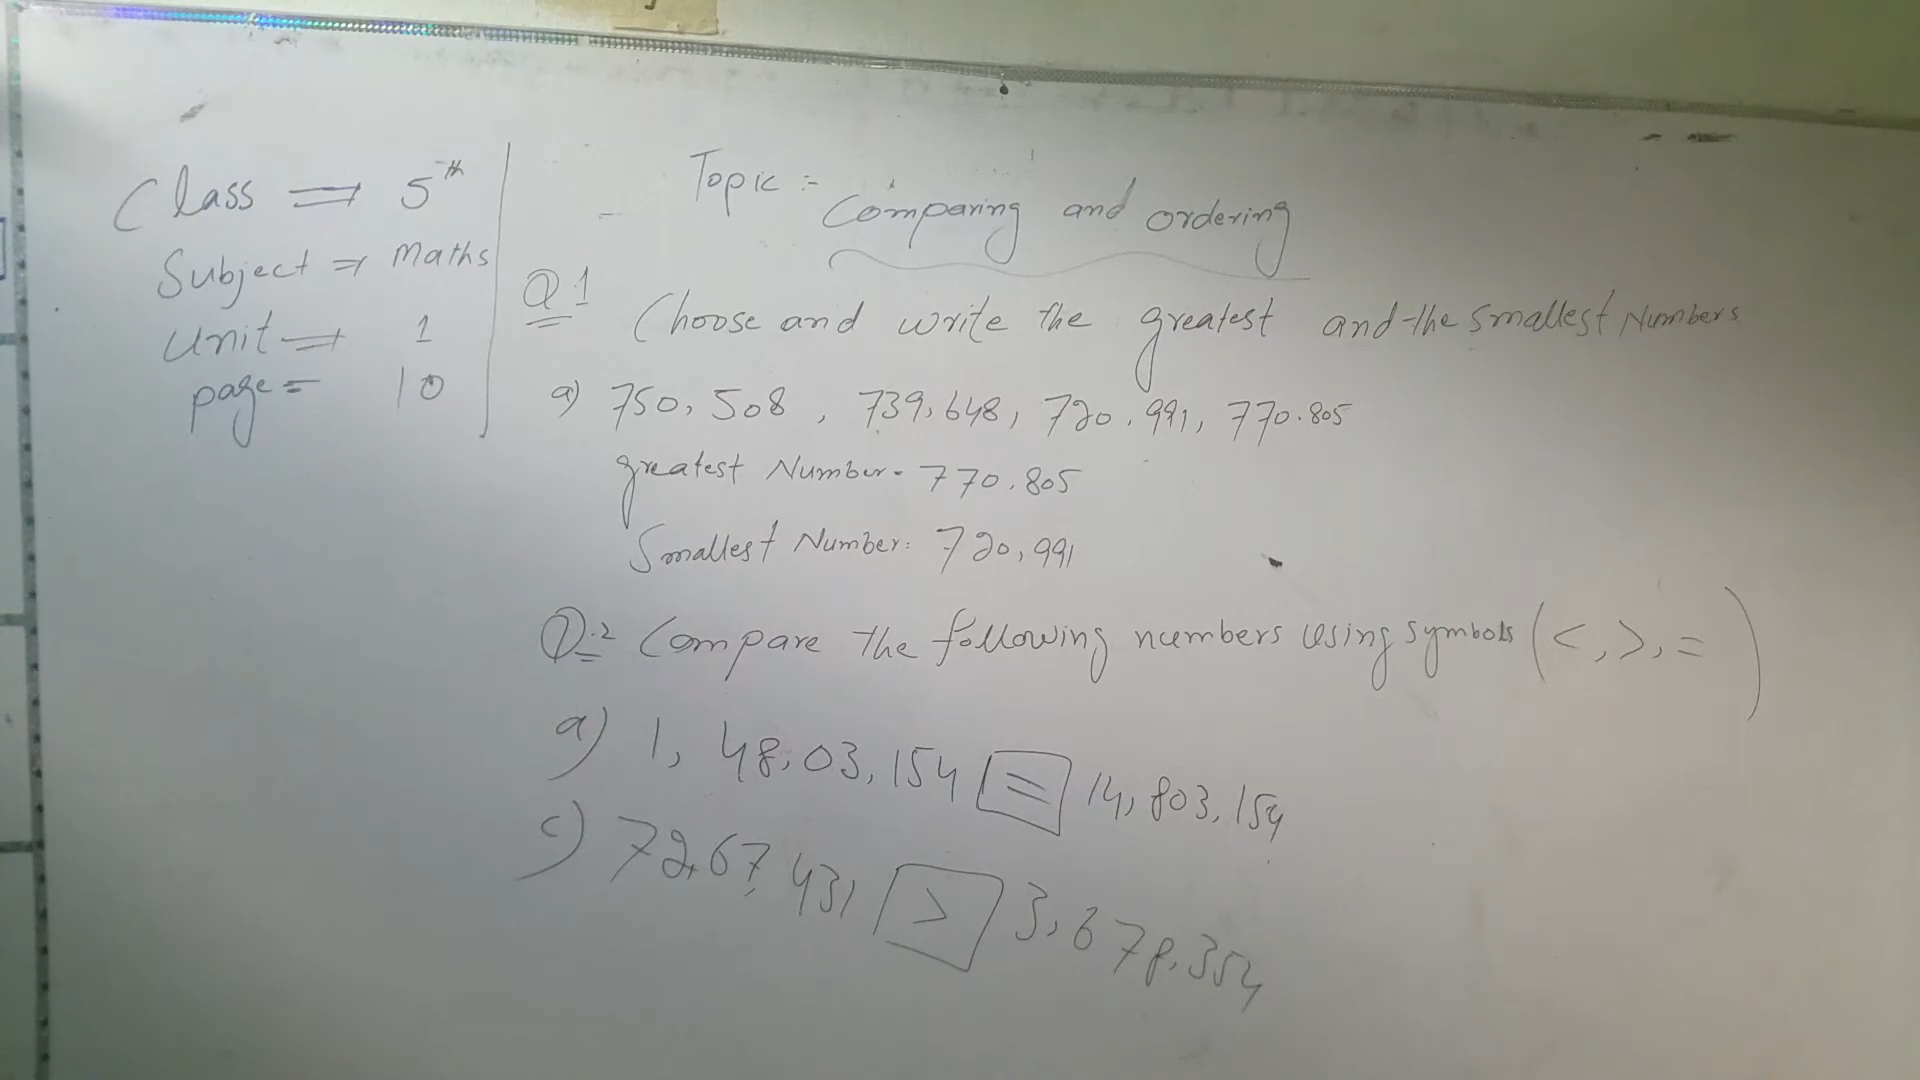 Class ⇒ 5th
Subject ⇒ Maths
Unit ⇒ 1
page = 10
Topic :- Comparing and ordering
Q.1 Choose and write the greatest and the smallest Numbers
a) 750,508, 739,648, 720,991, 770.805
greatest Number - 770.805
Smallest Number: 720,991
Q.2 Compare the following numbers using symbols (<, >, =)
a) 1,48,03,154 = 14,803,154
c) 72,67,431 > 3,678,354